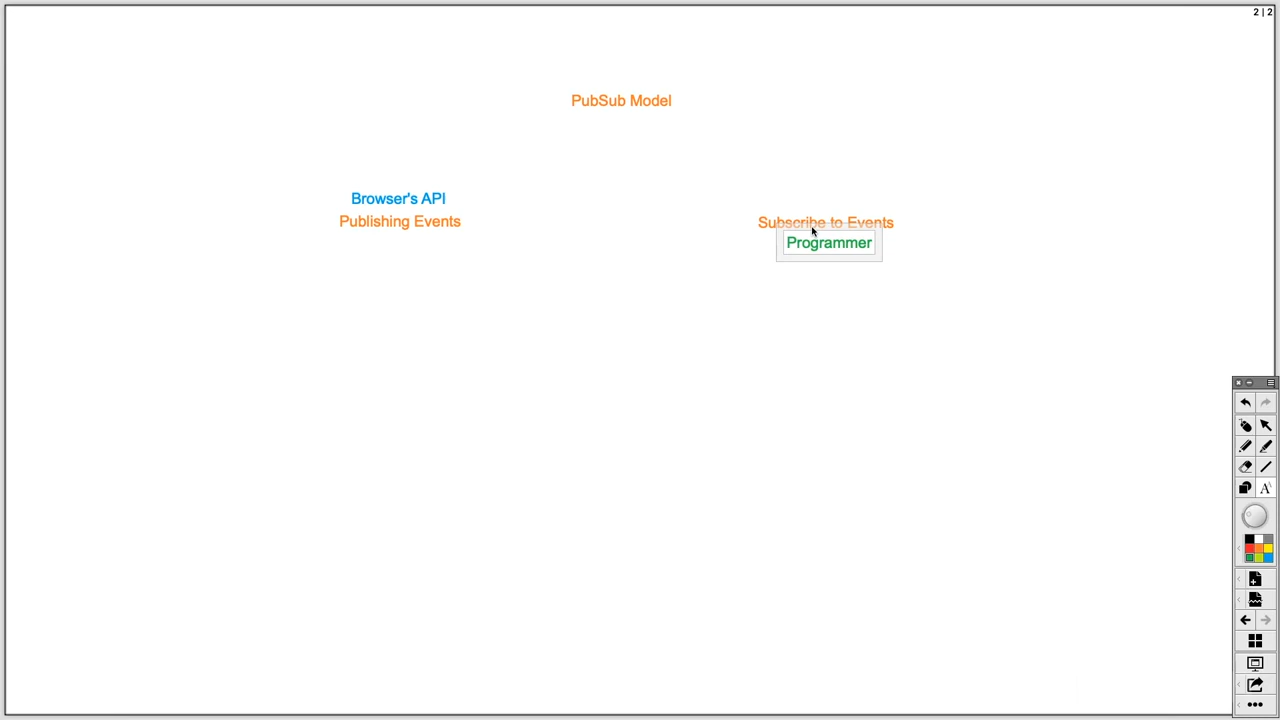 2 | 2
PubSub Model
Browser's API
Publishing Events
Subscribe to Events
Programmer